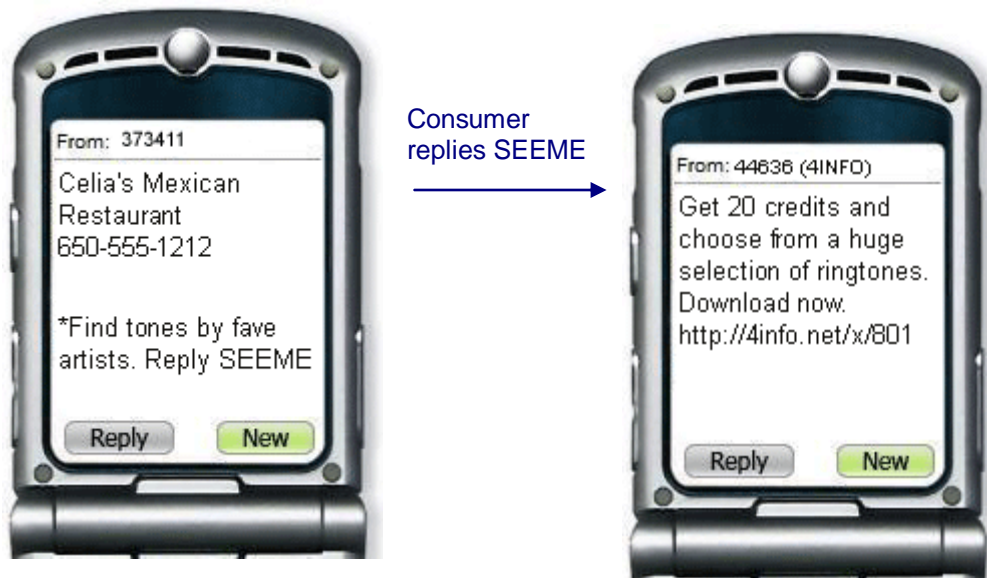 From: 373411
Celia's Mexican
Restaurant
650-555-1212
*Find tones by fave
artists. Reply SEEME
Reply New
Consumer
replies SEEME
From: 44636 (4INFO)
Get 20 credits and
choose from a huge
selection of ringtones.
Download now.
http://4info.net/x/801
Reply New